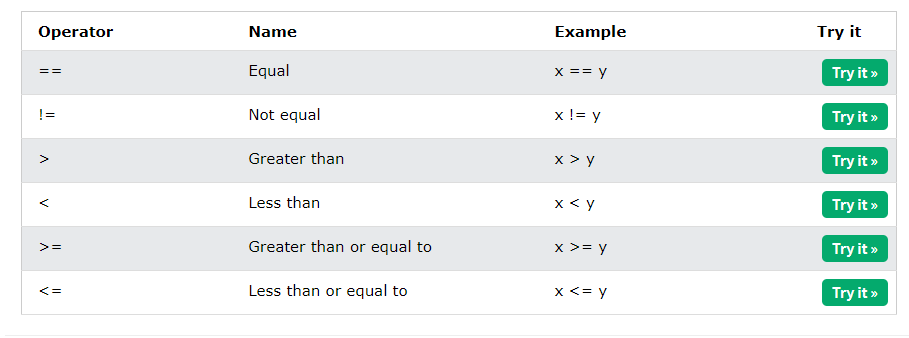 Operator Name Example Try it
== Equal x == y Try it »
!= Not equal x != y Try it »
> Greater than x > y Try it »
< Less than x < y Try it »
>= Greater than or equal to x >= y Try it »
<= Less than or equal to x <= y Try it »